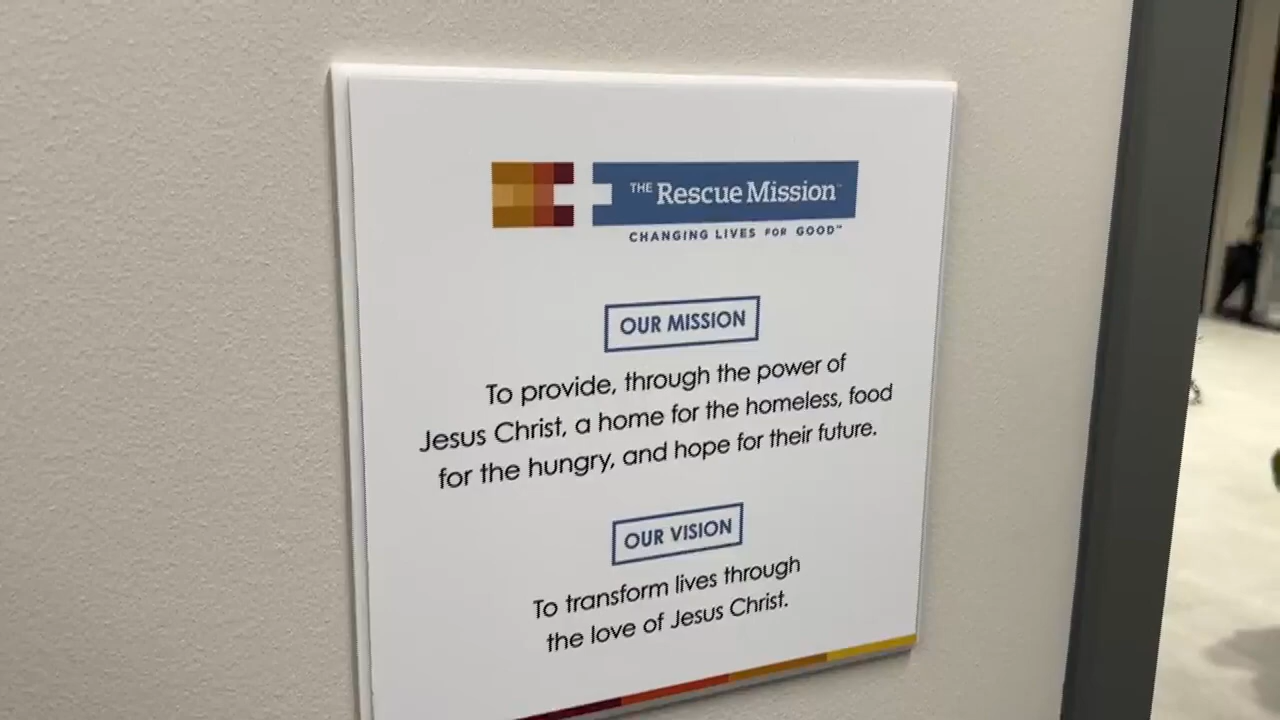 THE Rescue Mission™
CHANGING LIVES FOR GOOD™
OUR MISSION
To provide, through the power of
Jesus Christ, a home for the homeless, food
for the hungry, and hope for their future.
OUR VISION
To transform lives through
the love of Jesus Christ.